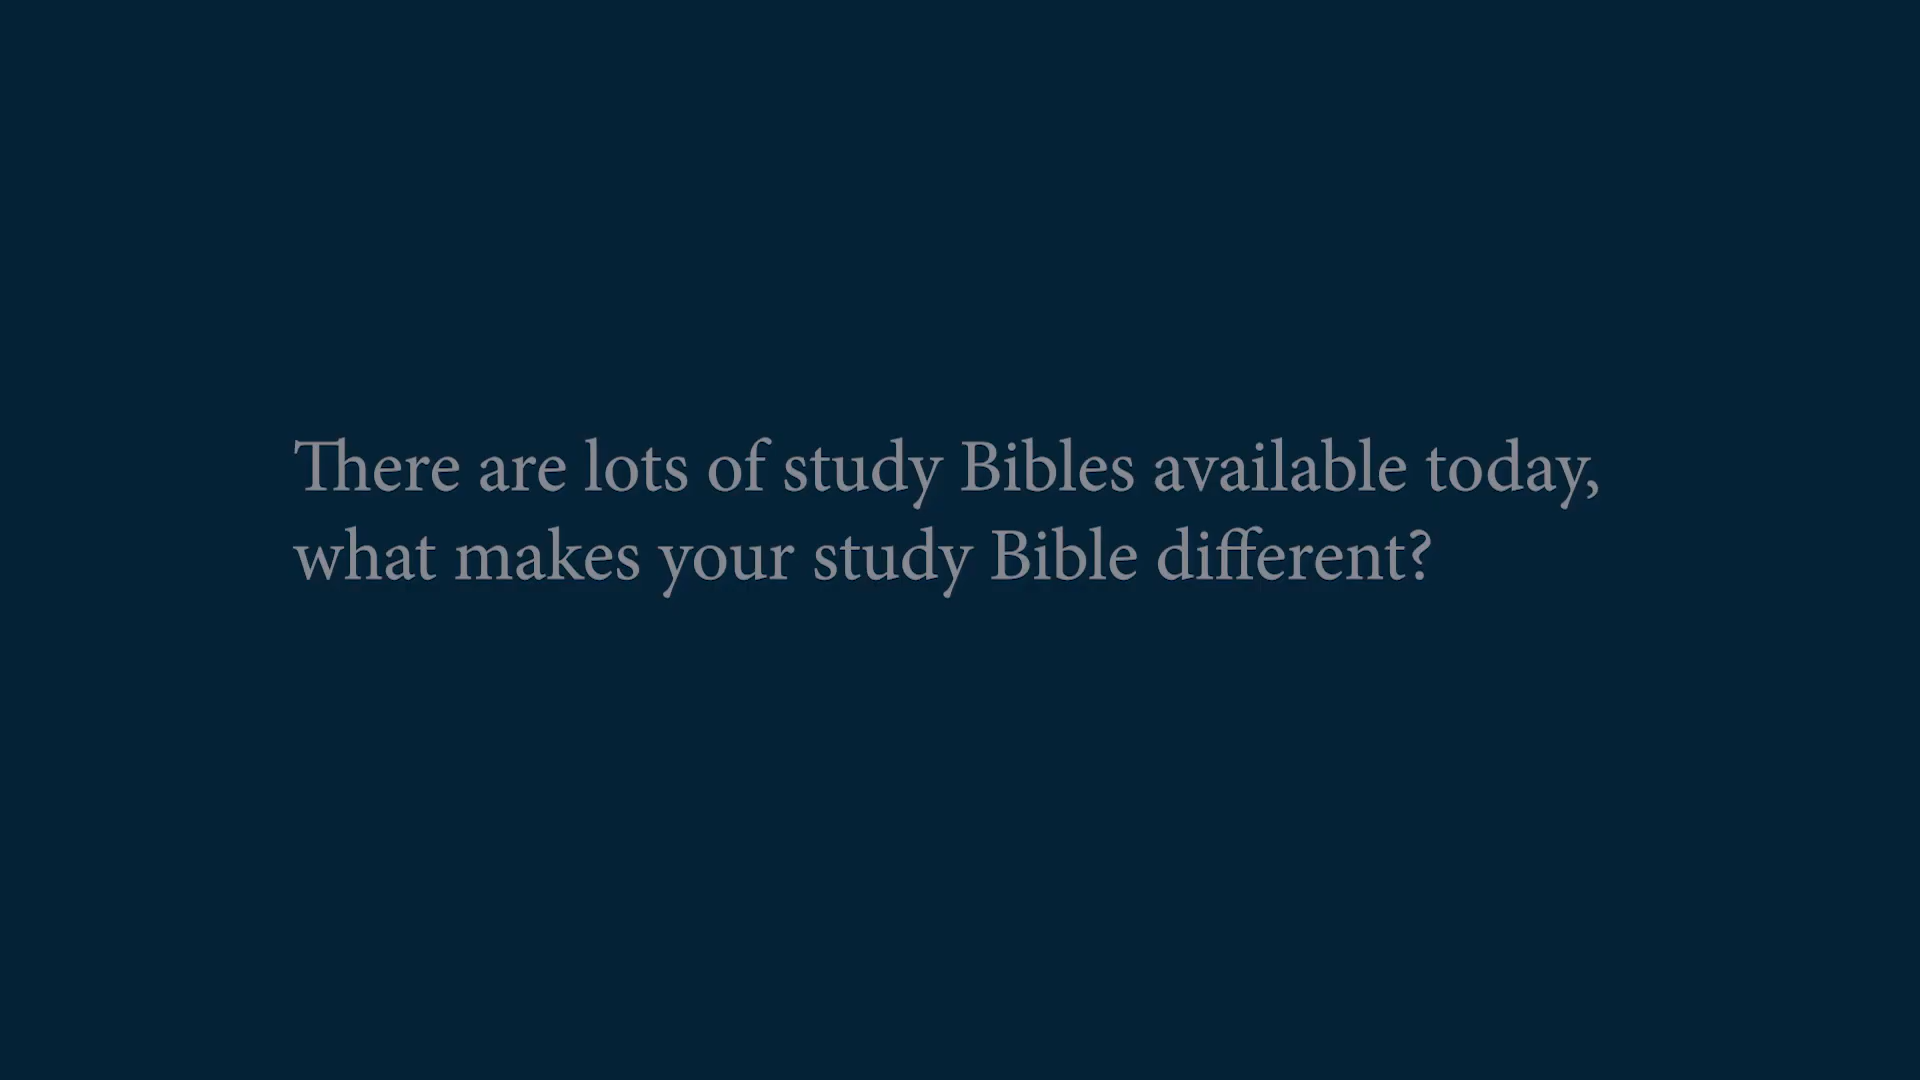 There are lots of study Bibles available today,
what makes your study Bible different?